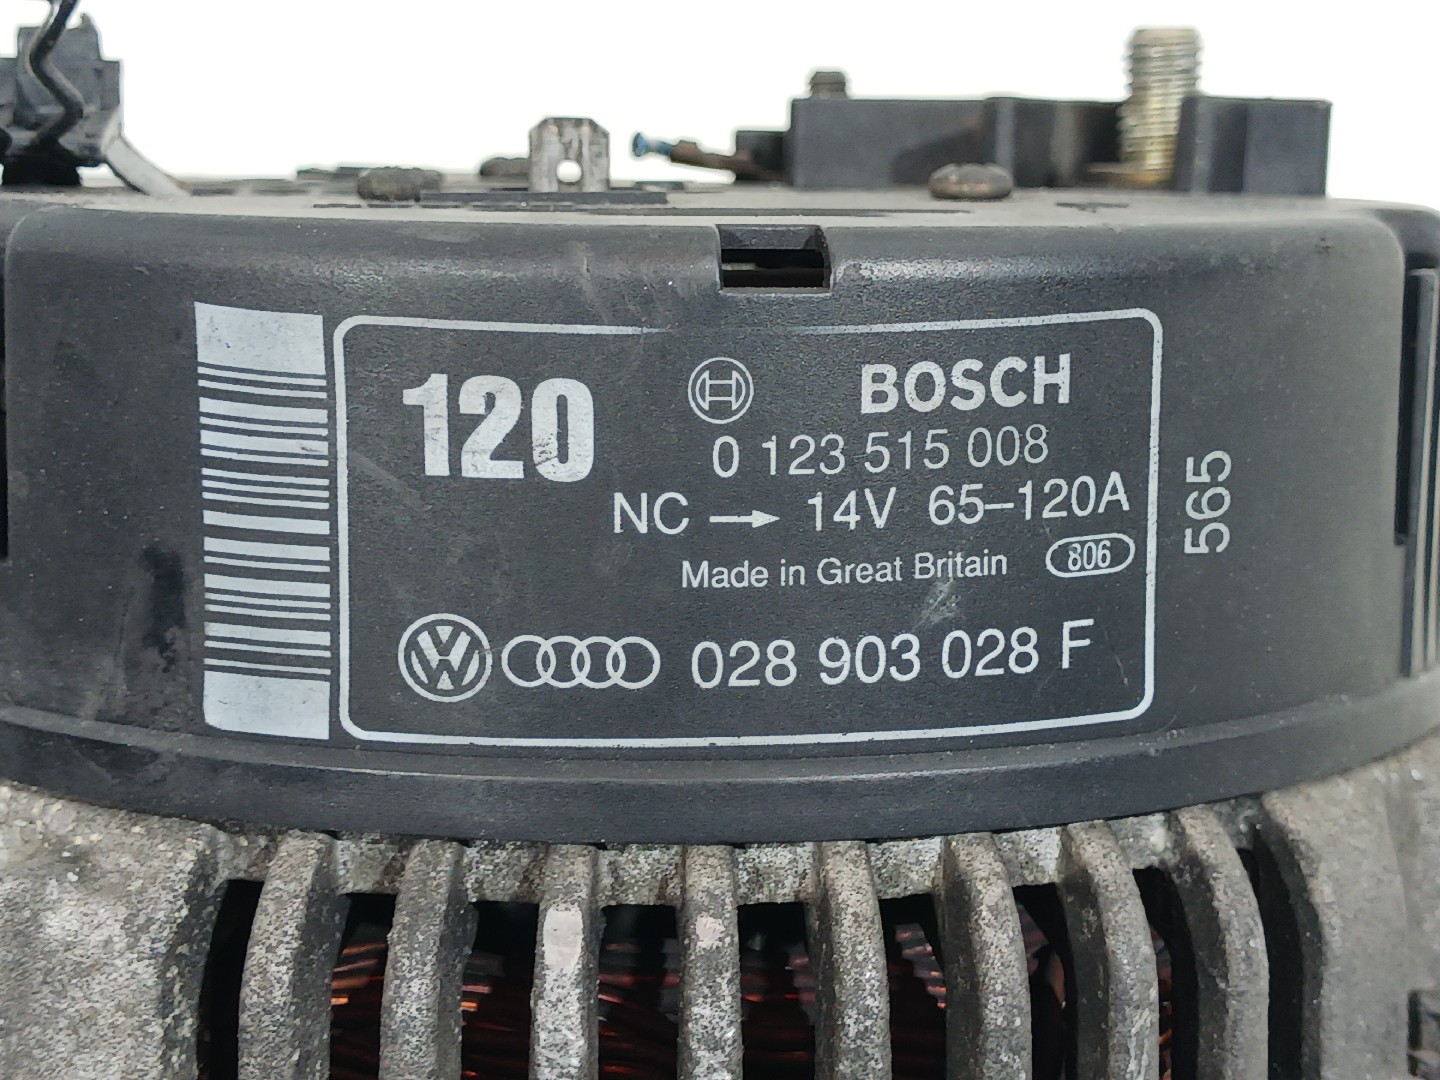 120
BOSCH
0 123 515 008
NC → 14V 65–120A
Made in Great Britain 806
028 903 028 F
565